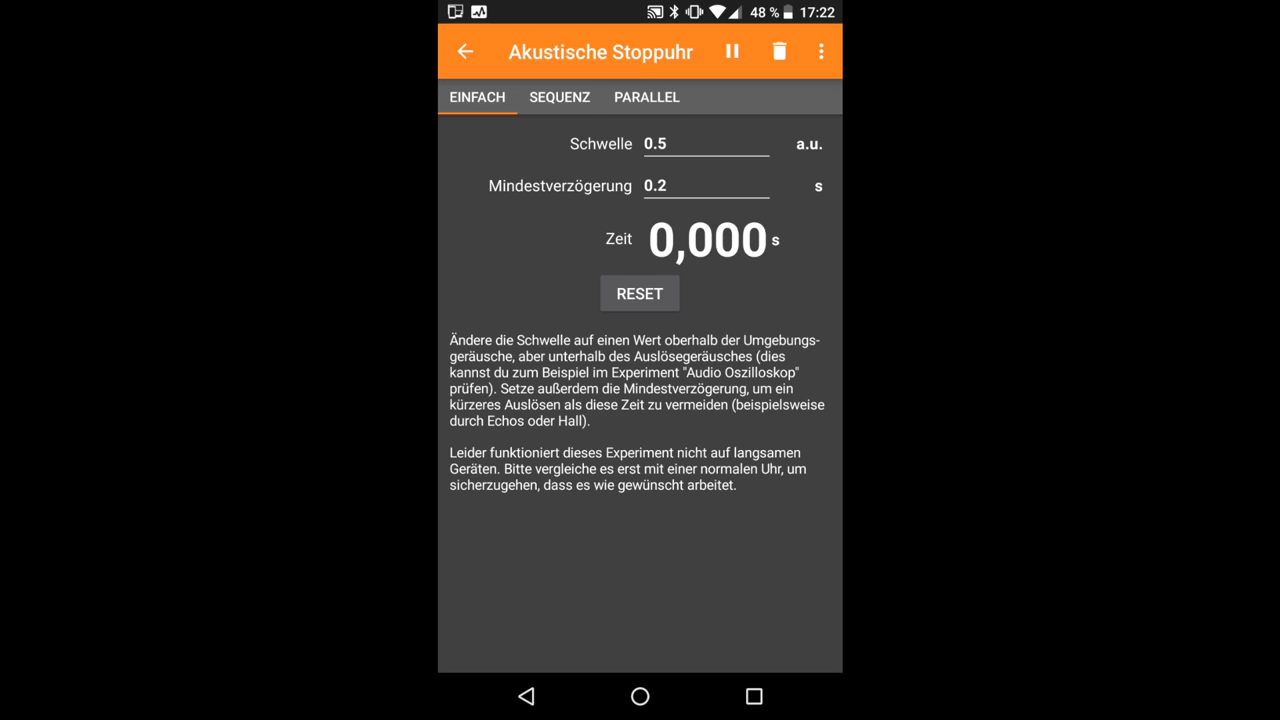 48 % 17:22
Akustische Stoppuhr
EINFACH SEQUENZ PARALLEL
Schwelle 0.5 a.u.
Mindestverzögerung 0.2 s
Zeit 0,000 s
RESET
Ändere die Schwelle auf einen Wert oberhalb der Umgebungs-
geräusche, aber unterhalb des Auslösegeräusches (dies
kannst du zum Beispiel im Experiment "Audio Oszilloskop"
prüfen). Setze außerdem die Mindestverzögerung, um ein
kürzeres Auslösen als diese Zeit zu vermeiden (beispielsweise
durch Echos oder Hall).
Leider funktioniert dieses Experiment nicht auf langsamen
Geräten. Bitte vergleiche es erst mit einer normalen Uhr, um
sicherzugehen, dass es wie gewünscht arbeitet.